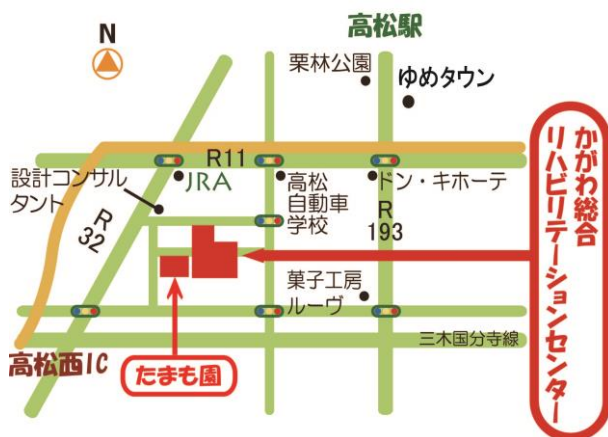 N
高松駅
栗林公園
ゆめタウン
R11
設計コンサル
タント
JRA
高松
自動車
学校
ドン・キホーテ
R
32
R
193
菓子工房
ルーヴ
三木国分寺線
高松西IC
たまも園
かがわ総合
リハビリテーションセンター